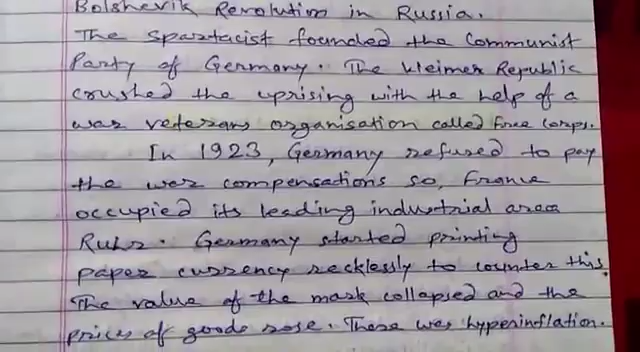 Bolshevik Revolution in Russia.
The Spartacist founded the Communist
Party of Germany. The Weimer Republic
crushed the uprising with the help of a
war veterans organisation called Free Corps.
In 1923, Germany refused to pay
the war compensations so, France
occupied its leading industrial area
Ruhr. Germany started printing
paper currency recklessly to counter this.
The value of the mark collapsed and the
prices of goods rose. There was hyperinflation.